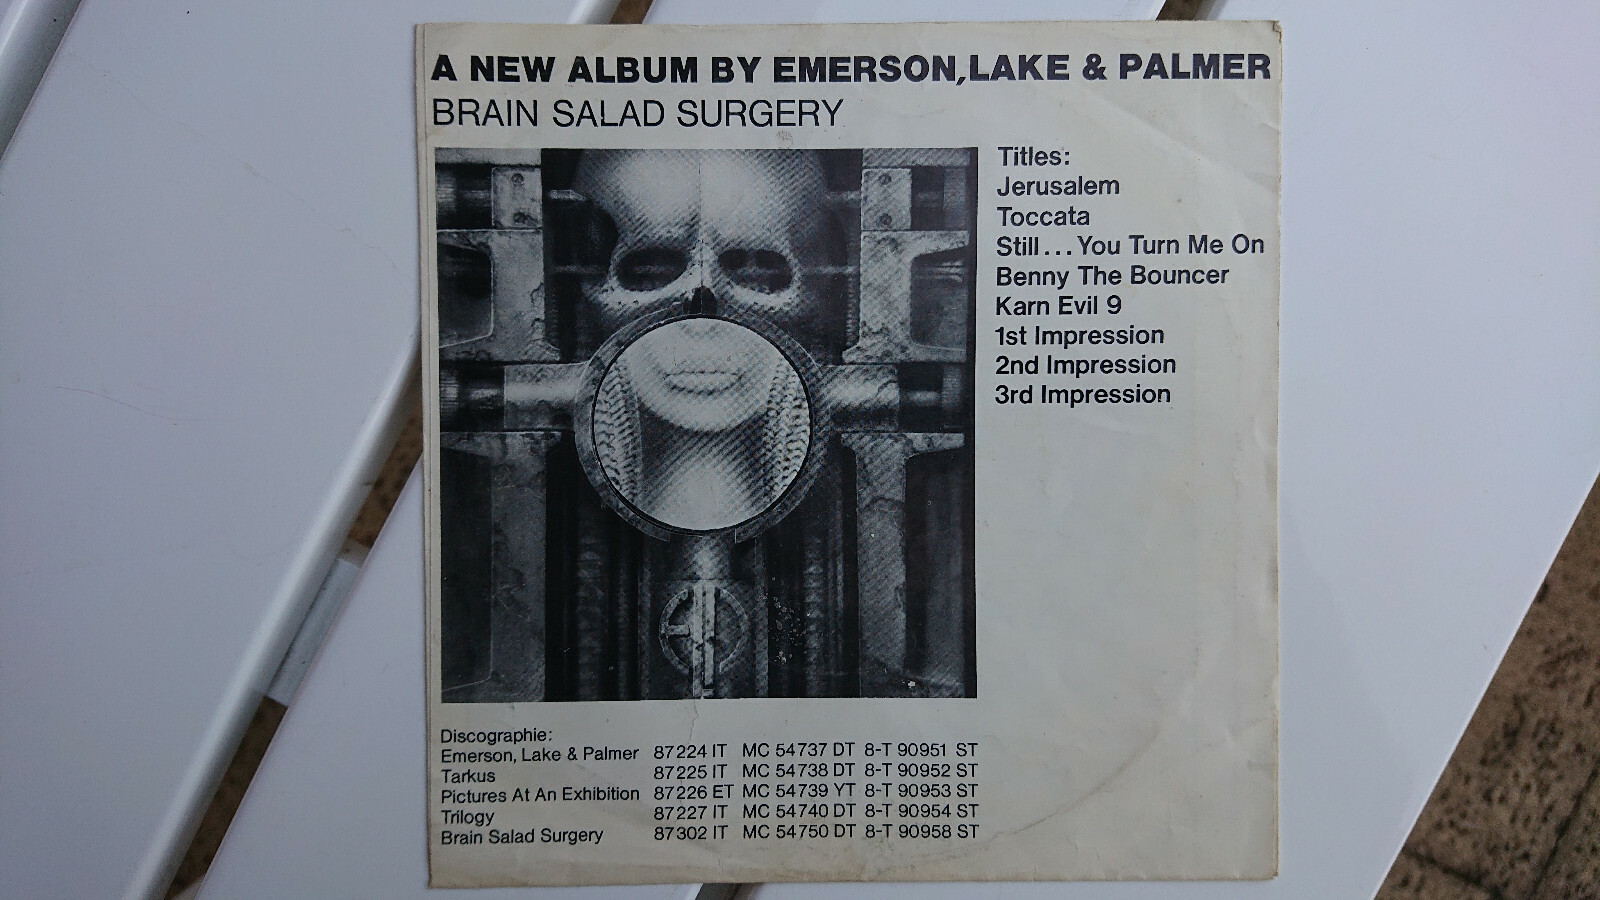 A NEW ALBUM BY EMERSON, LAKE & PALMER
BRAIN SALAD SURGERY
Titles:
Jerusalem
Toccata
Still... You Turn Me On
Benny The Bouncer
Karn Evil 9
1st Impression
2nd Impression
3rd Impression
Discographie:
Emerson, Lake & Palmer 87224 IT MC 54737 DT 8-T 90951 ST
Tarkus 87225 IT MC 54738 DT 8-T 90952 ST
Pictures At An Exhibition 87226 ET MC 54739 YT 8-T 90953 ST
Trilogy 87227 IT MC 54740 DT 8-T 90954 ST
Brain Salad Surgery 87302 IT MC 54750 DT 8-T 90958 ST